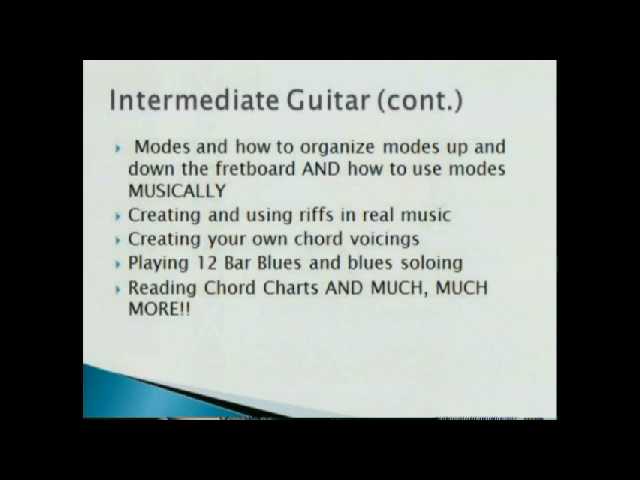 Intermediate Guitar (cont.)
Modes and how to organize modes up and
down the fretboard AND how to use modes
MUSICALLY
Creating and using riffs in real music
Creating your own chord voicings
Playing 12 Bar Blues and blues soloing
Reading Chord Charts AND MUCH, MUCH
MORE!!